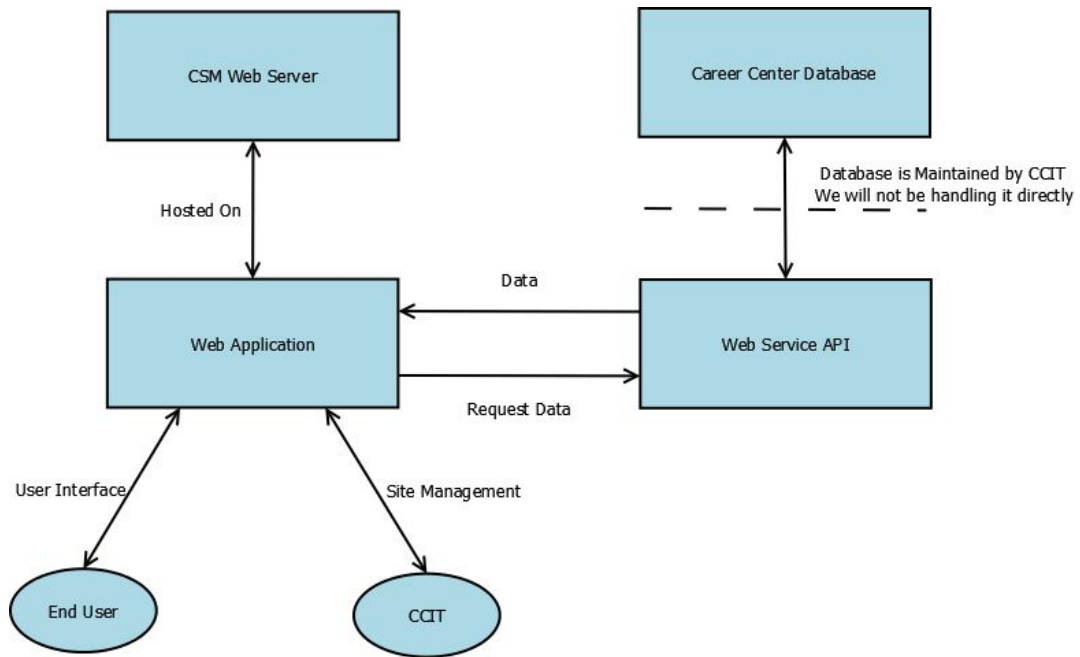 CSM Web Server
Career Center Database
Database is Maintained by CCIT
We will not be handling it directly
Hosted On
Data
Web Application
Web Service API
Request Data
User Interface
Site Management
End User
CCIT